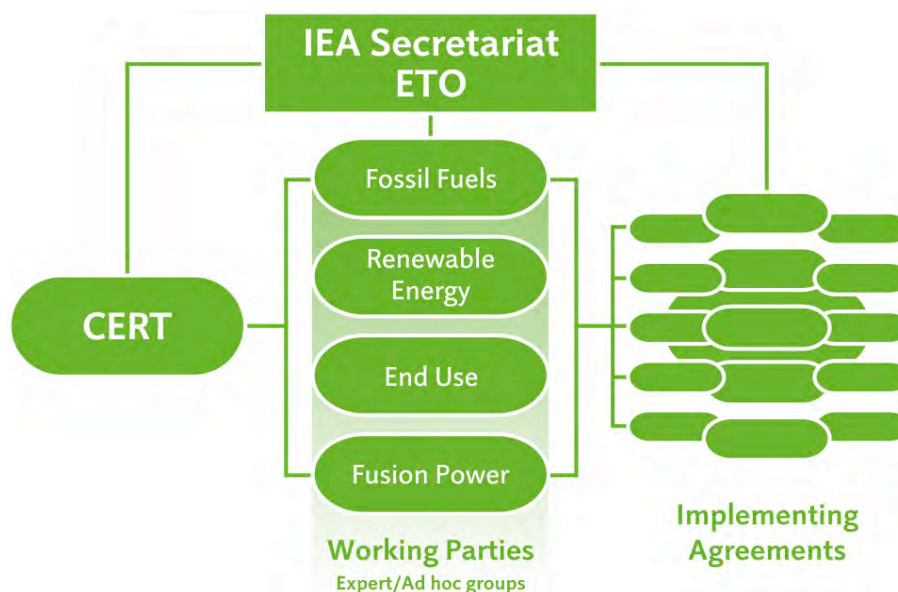 IEA Secretariat
ETO
Fossil Fuels
Renewable
Energy
CERT
End Use
Fusion Power
Working Parties
Expert/Ad hoc groups
Implementing
Agreements